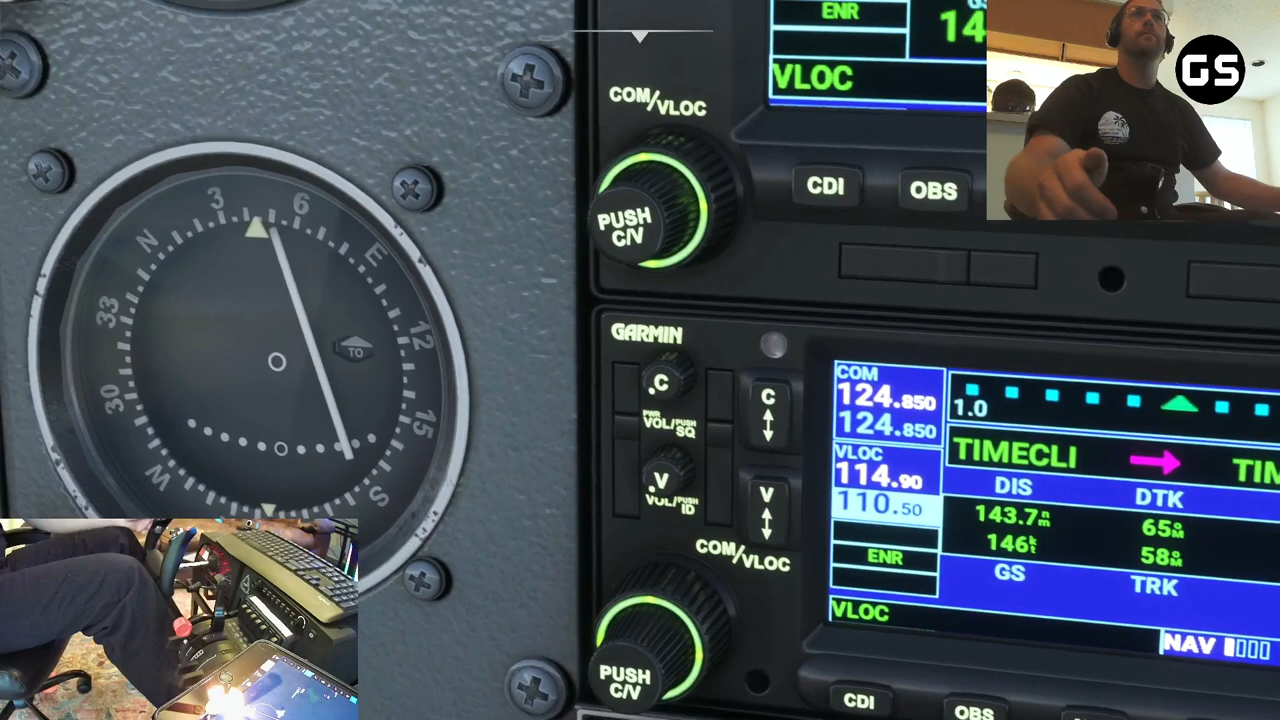 ENR
14
VLOC
COM/VLOC
PUSH
C/V
CDI
OBS
GS
3
6
N
E
33
12
TO
30
15
W
S
GARMIN
C
PWR
VOL/PUSH
SQ
V
VOL/PUSH
ID
C
V
COM/VLOC
PUSH
C/V
COM
124.850
124.850
VLOC
114.90
110.50
ENR
VLOC
1.0
TIMECLI
TIM
DIS
DTK
143.7nm
65°M
146kt
58°M
GS
TRK
NAV
CDI
OBS